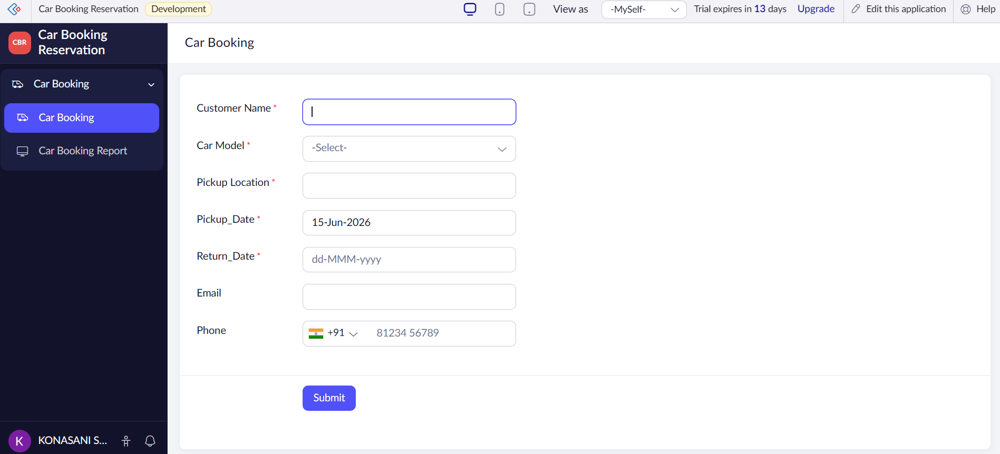 Car Booking Reservation Development View as -MySelf- Trial expires in 13 days Upgrade Edit this application Help
CBR
Car Booking
Reservation
Car Booking
Car Booking
Car Booking Report
KONASANI S...
K
Car Booking
Customer Name *
Car Model * -Select-
Pickup Location *
Pickup_Date * 15-Jun-2026
Return_Date * dd-MMM-yyyy
Email
Phone +91 81234 56789
Submit